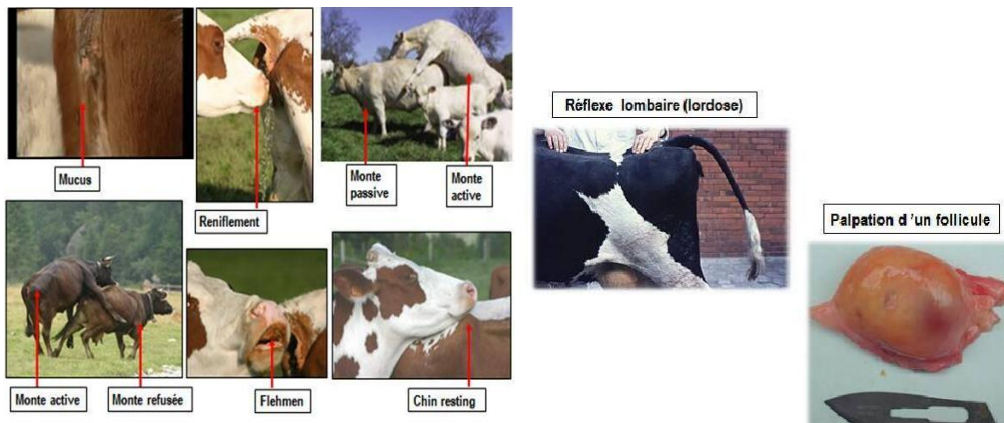 Mucus
Reniflement
Monte
passive
Monte
active
Réflexe lombaire (lordose)
Palpation d 'un follicule
Monte active
Monte refusée
Flehmen
Chin resting